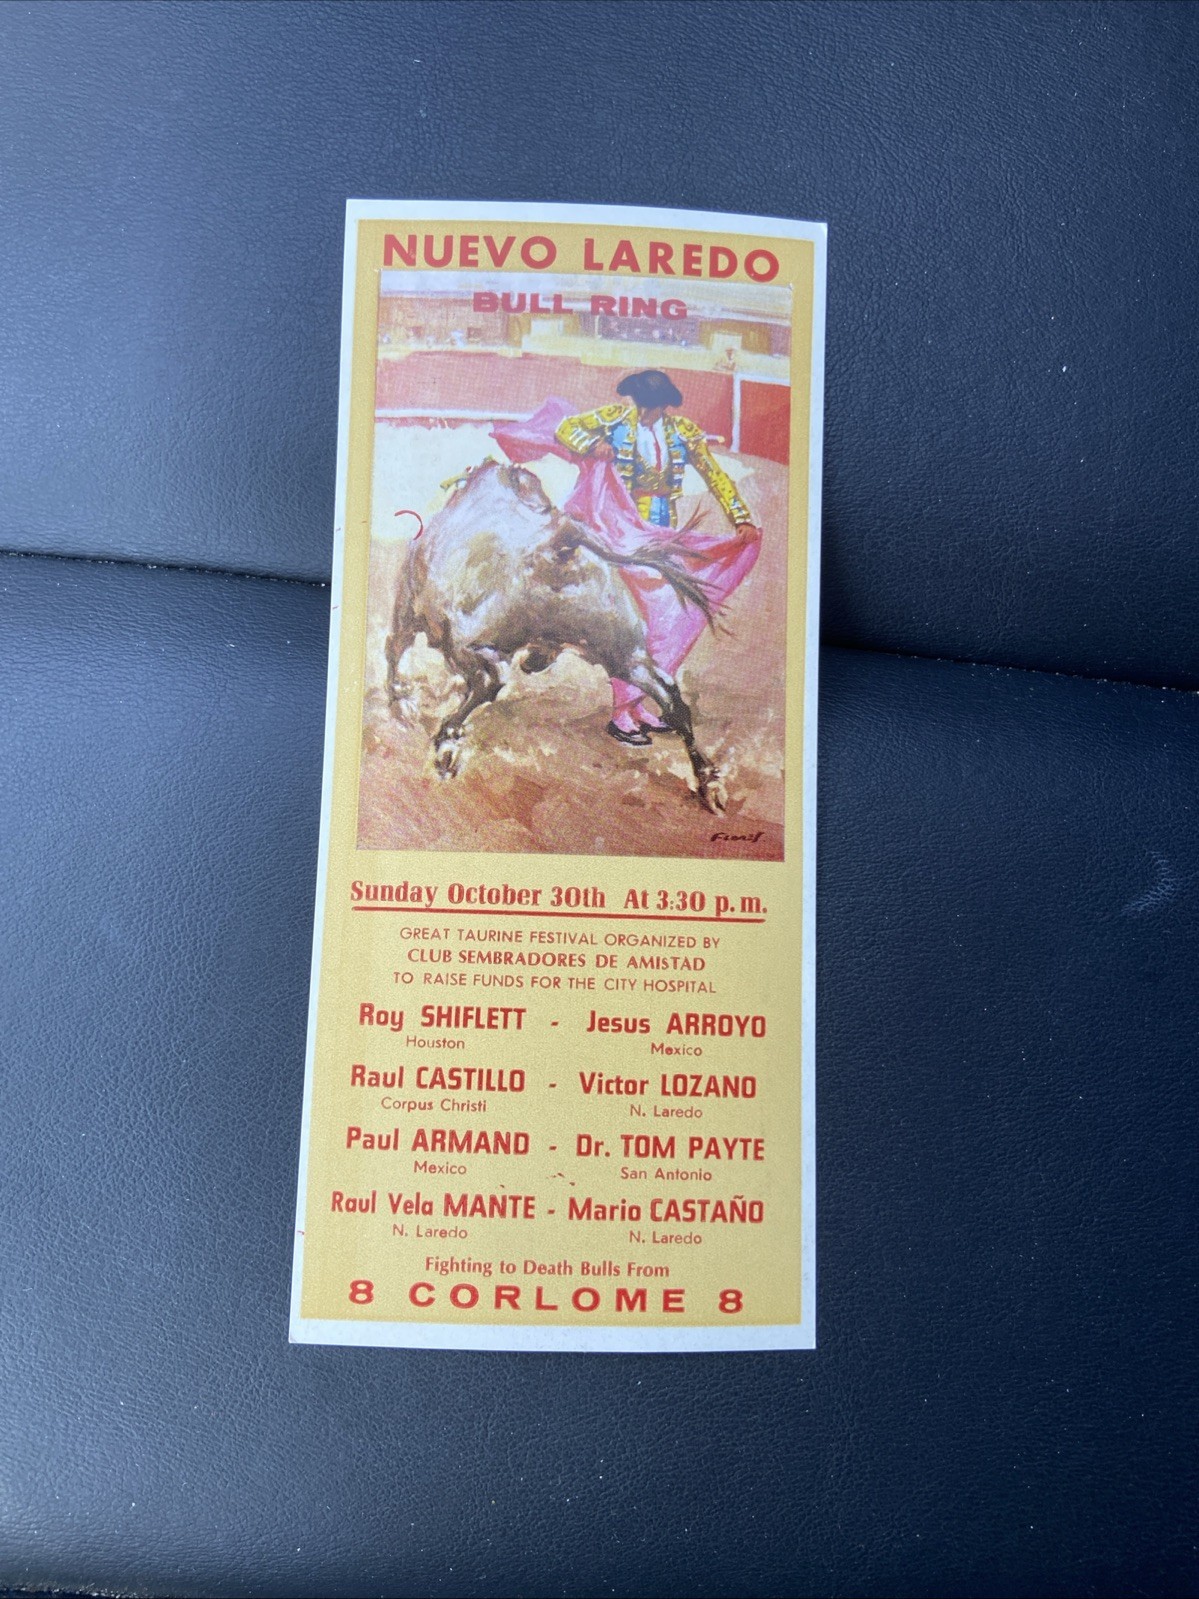 NUEVO LAREDO
BULL RING
Flores
Sunday October 30th At 3:30 p.m.
GREAT TAURINE FESTIVAL ORGANIZED BY
CLUB SEMBRADORES DE AMISTAD
TO RAISE FUNDS FOR THE CITY HOSPITAL
Roy SHIFLETT - Jesus ARROYO
Houston Mexico
Raul CASTILLO - Victor LOZANO
Corpus Christi N. Laredo
Paul ARMAND - Dr. TOM PAYTE
Mexico San Antonio
Raul Vela MANTE - Mario CASTAÑO
N. Laredo N. Laredo
Fighting to Death Bulls From
8 CORLOME 8